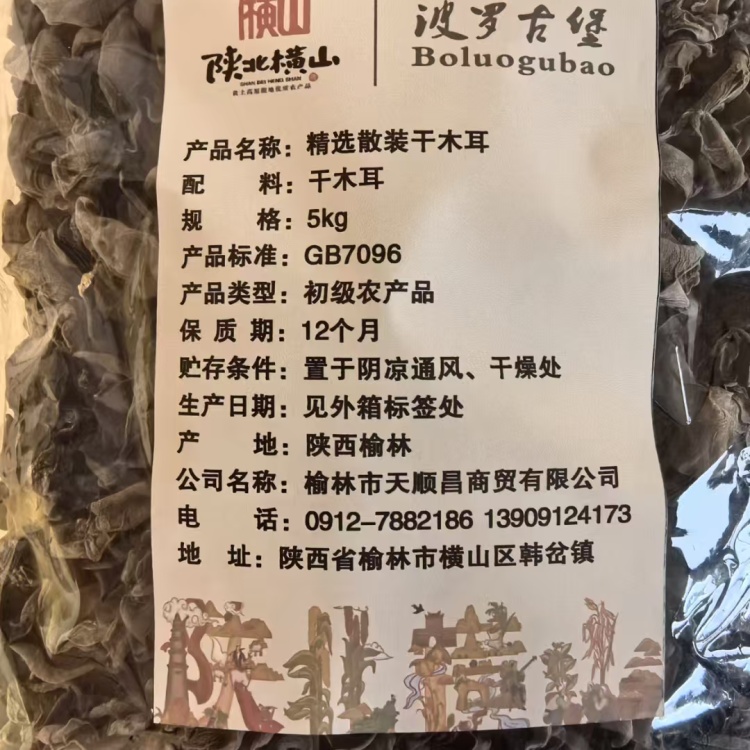 横山
陕北横山
SHAN BEI HENG SHAN
波罗古堡
Boluogubao
产品名称：精选散装干木耳
配 料：干木耳
规 格：5kg
产品标准：GB7096
产品类型：初级农产品
保 质 期：12个月
贮存条件：置于阴凉通风、干燥处
生产日期：见外箱标签处
产 地：陕西榆林
公司名称：榆林市天顺昌商贸有限公司
电 话：0912-7882186 13909124173
地 址：陕西省榆林市横山区韩岔镇